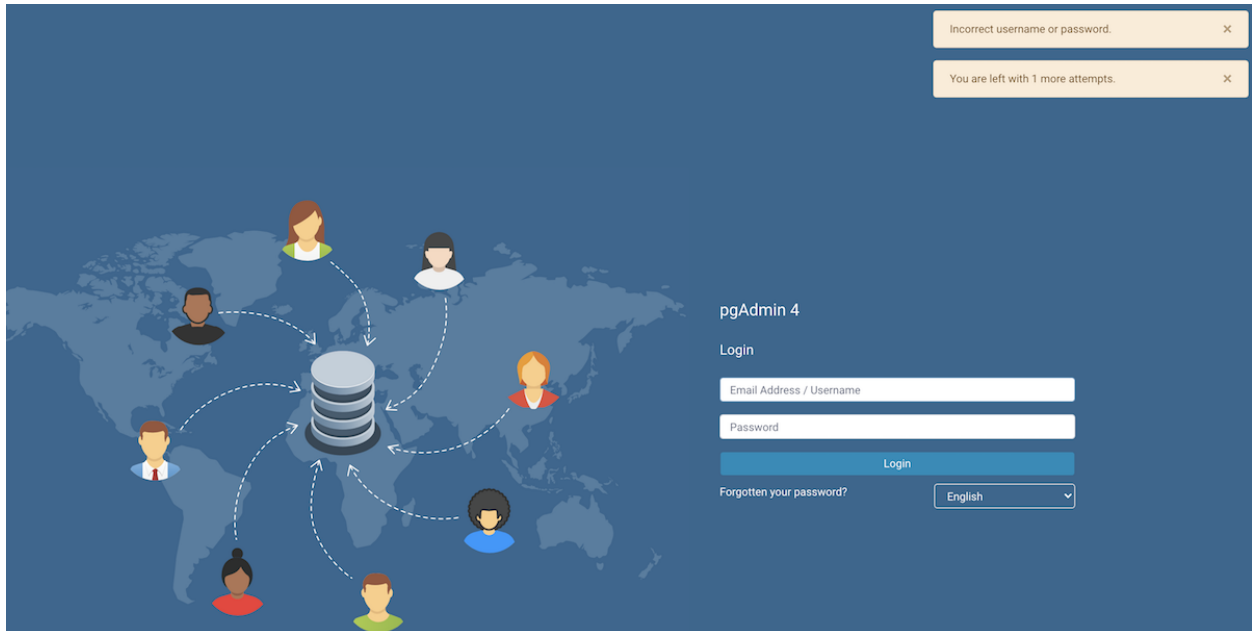 Incorrect username or password. ×
You are left with 1 more attempts. ×
pgAdmin 4
Login
Email Address / Username
Password
Login
Forgotten your password?
English